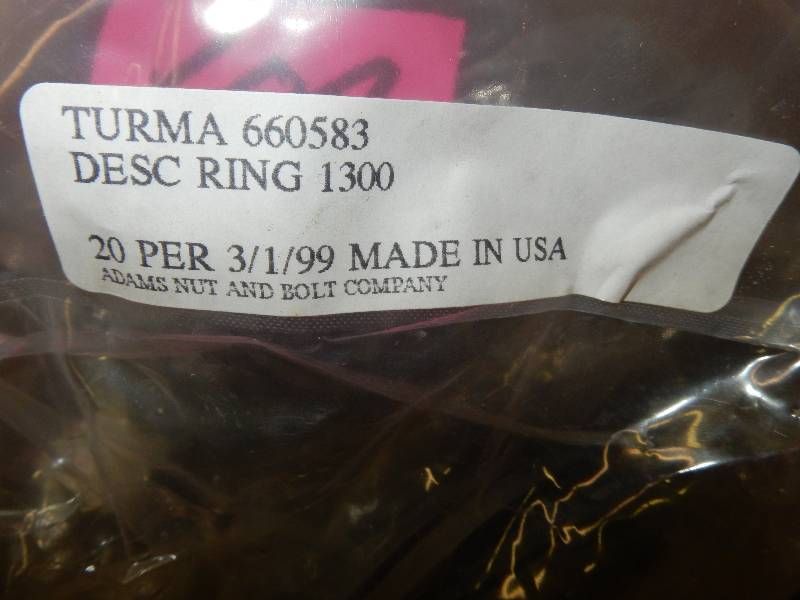 TURMA 660583
DESC RING 1300
20 PER 3/1/99 MADE IN USA
ADAMS NUT AND BOLT COMPANY